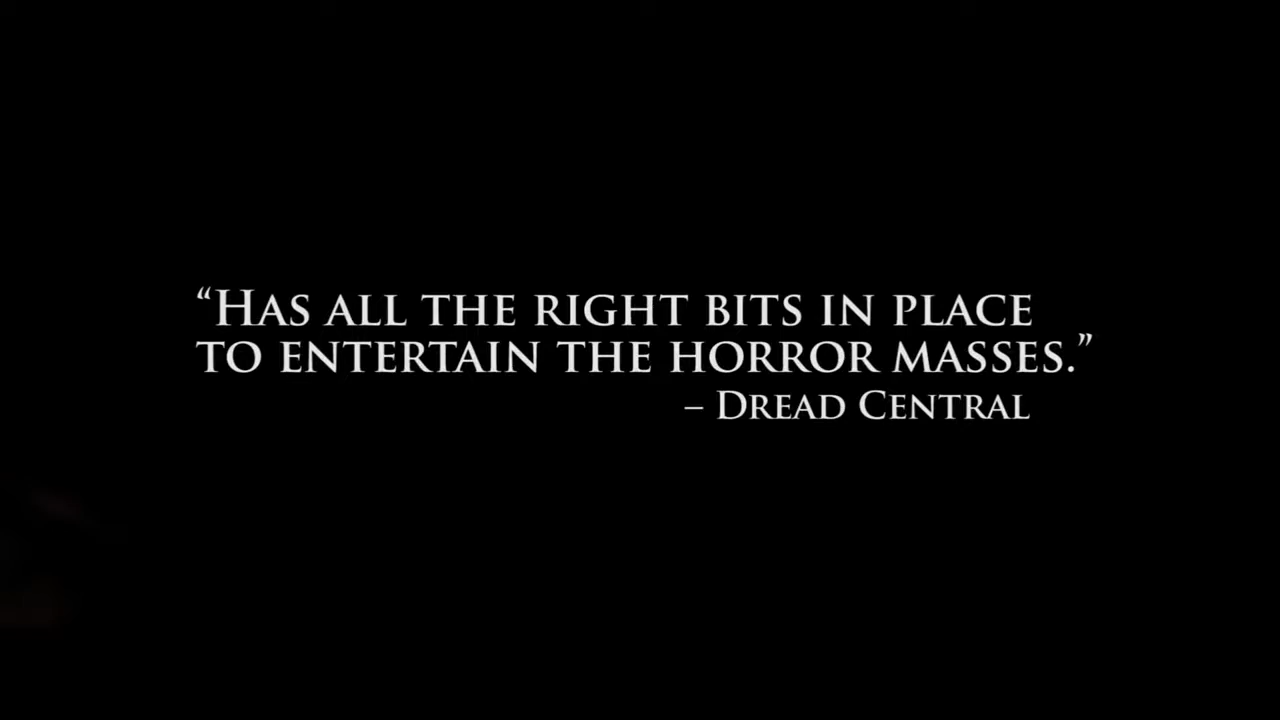 “Has all the right bits in place
to entertain the horror masses.”
– Dread Central